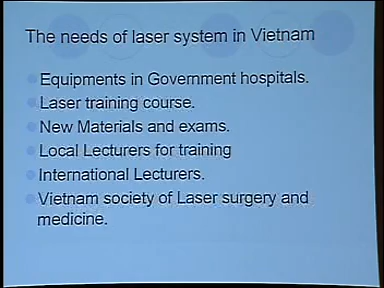 The needs of laser system in Vietnam
Equipments in Government hospitals.
Laser training course.
New Materials and exams.
Local Lecturers for training
International Lecturers.
Vietnam society of Laser surgery and
medicine.